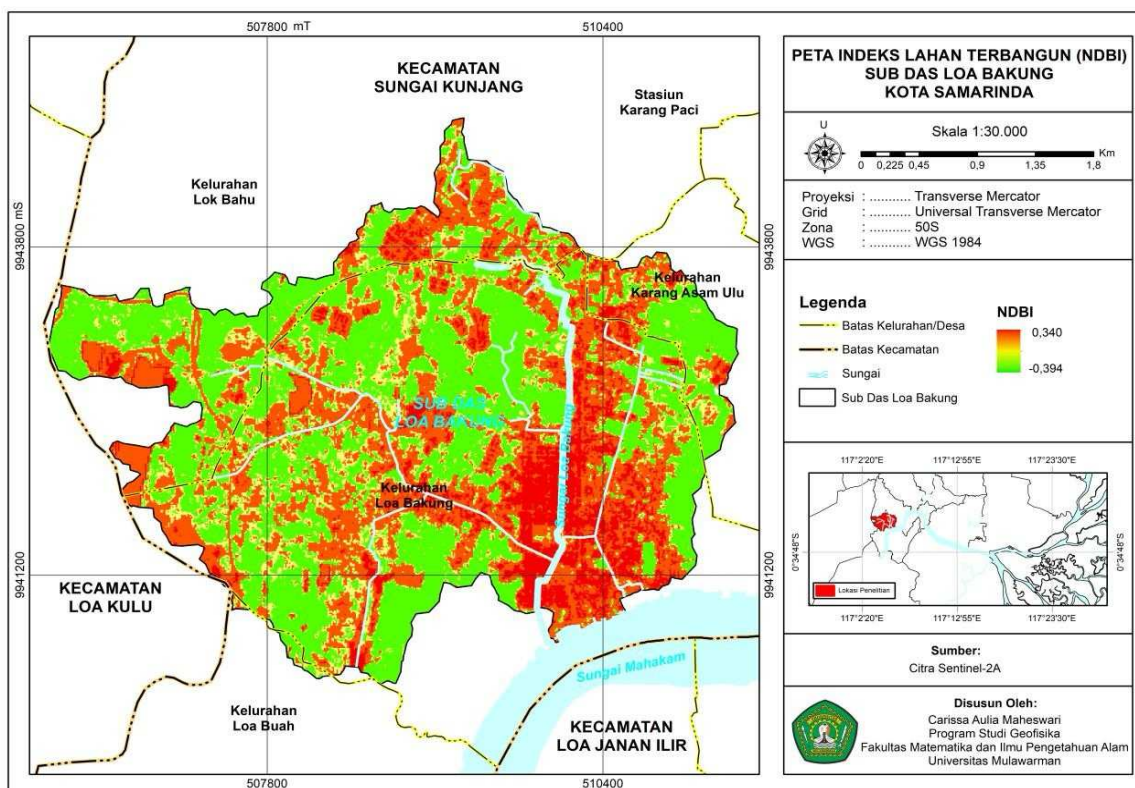 507800 mT
510400
KECAMATAN
SUNGAI KUNJANG
Stasiun
Karang Paci
Kelurahan
Lok Bahu
9943800 mS
Kelurahan
Karang Asam Ulu
SUB DAS
LOA BAKUNG
Sungai Loa Bakung
Kelurahan
Loa Bakung
9941200
KECAMATAN
LOA KULU
Sungai Mahakam
Kelurahan
Loa Buah
KECAMATAN
LOA JANAN ILIR
507800
510400
9943800
9941200
PETA INDEKS LAHAN TERBANGUN (NDBI)
SUB DAS LOA BAKUNG
KOTA SAMARINDA
U
Skala 1:30.000
Km
0 0,225 0,45 0,9 1,35 1,8
Proyeksi : .......... Transverse Mercator
Grid : .......... Universal Transverse Mercator
Zona : .......... 50S
WGS : .......... WGS 1984
Legenda
Batas Kelurahan/Desa
Batas Kecamatan
Sungai
Sub Das Loa Bakung
NDBI
0,340
-0,394
117°2'20"E 117°12'55"E 117°23'30"E
0°34'48"S
0°34'48"S
Lokasi Penelitian
117°2'20"E 117°12'55"E 117°23'30"E
Sumber:
Citra Sentinel-2A
Disusun Oleh:
Carissa Aulia Maheswari
Program Studi Geofisika
Fakultas Matematika dan Ilmu Pengetahuan Alam
Universitas Mulawarman